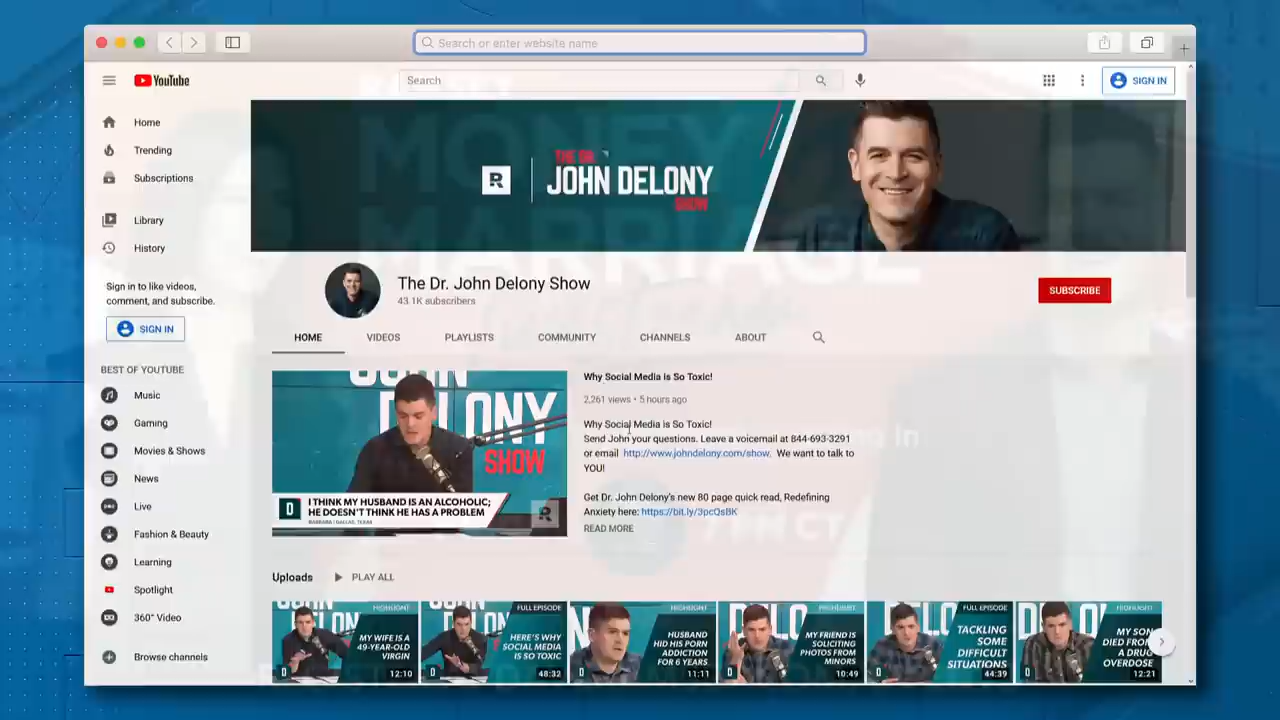 Search or enter website name
YouTube
Search
SIGN IN
Home
Trending
Subscriptions
Library
History
Sign in to like videos,
comment, and subscribe.
SIGN IN
BEST OF YOUTUBE
Music
Gaming
Movies & Shows
News
Live
Fashion & Beauty
Learning
Spotlight
360° Video
Browse channels
MONEY
MARRIAGE
R
THE DR.
JOHN DELONY
SHOW
The Dr. John Delony Show
43.1K subscribers
SUBSCRIBE
HOME
VIDEOS
PLAYLISTS
COMMUNITY
CHANNELS
ABOUT
JOHN
DELONY
SHOW
D
I THINK MY HUSBAND IS AN ALCOHOLIC;
HE DOESN'T THINK HE HAS A PROBLEM
BARBARA | DALLAS, TEXAS
R
Why Social Media is So Toxic!
2,261 views • 5 hours ago
Why Social Media is So Toxic!
Send John your questions. Leave a voicemail at 844-693-3291
or email http://www.johndelony.com/show. We want to talk to
YOU!
Get Dr. John Delony's new 80 page quick read, Redefining
Anxiety here: https://bit.ly/3pcQsBK
READ MORE
Uploads
PLAY ALL
HIGHLIGHT
MY WIFE IS A
49-YEAR-OLD
VIRGIN
12:10
FULL EPISODE
HERE'S WHY
SOCIAL MEDIA
IS SO TOXIC
48:32
HIGHLIGHT
HUSBAND
HID HIS PORN
ADDICTION
FOR 6 YEARS
11:11
HIGHLIGHT
MY FRIEND IS
SOLICITING
PHOTOS FROM
MINORS
10:49
FULL EPISODE
TACKLING
SOME
DIFFICULT
SITUATIONS
44:39
HIGHLIGHT
MY SON
DIED FROM
A DRUG
OVERDOSE
12:21